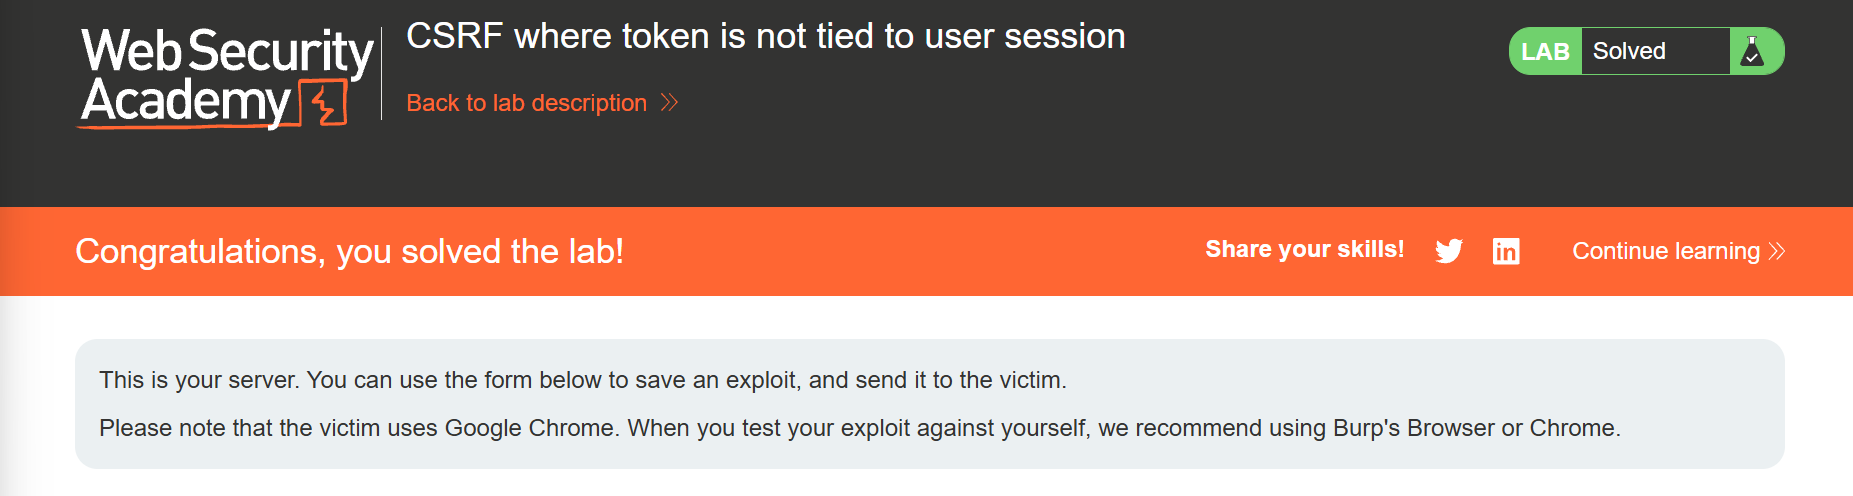 Web Security
Academy
CSRF where token is not tied to user session
Back to lab description
LAB Solved
Congratulations, you solved the lab!
Share your skills!
Continue learning
This is your server. You can use the form below to save an exploit, and send it to the victim.
Please note that the victim uses Google Chrome. When you test your exploit against yourself, we recommend using Burp's Browser or Chrome.